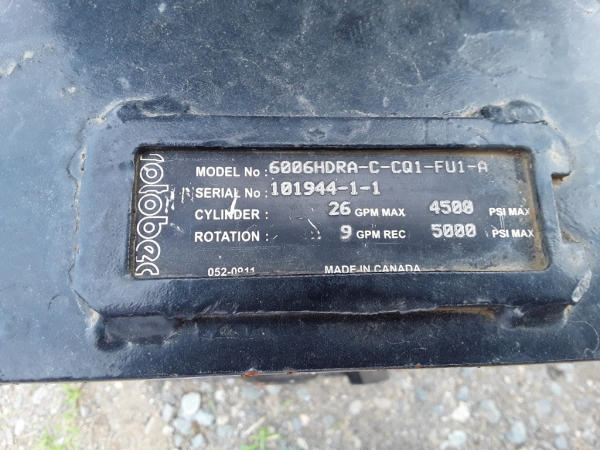 rotobec
MODEL No : 6006HDRA-C-CQ1-FU1-A
SERIAL No : 101944-1-1
CYLINDER : 26 GPM MAX 4500 PSI MAX
ROTATION : 9 GPM REC 5000 PSI MAX
052-0911 MADE IN CANADA